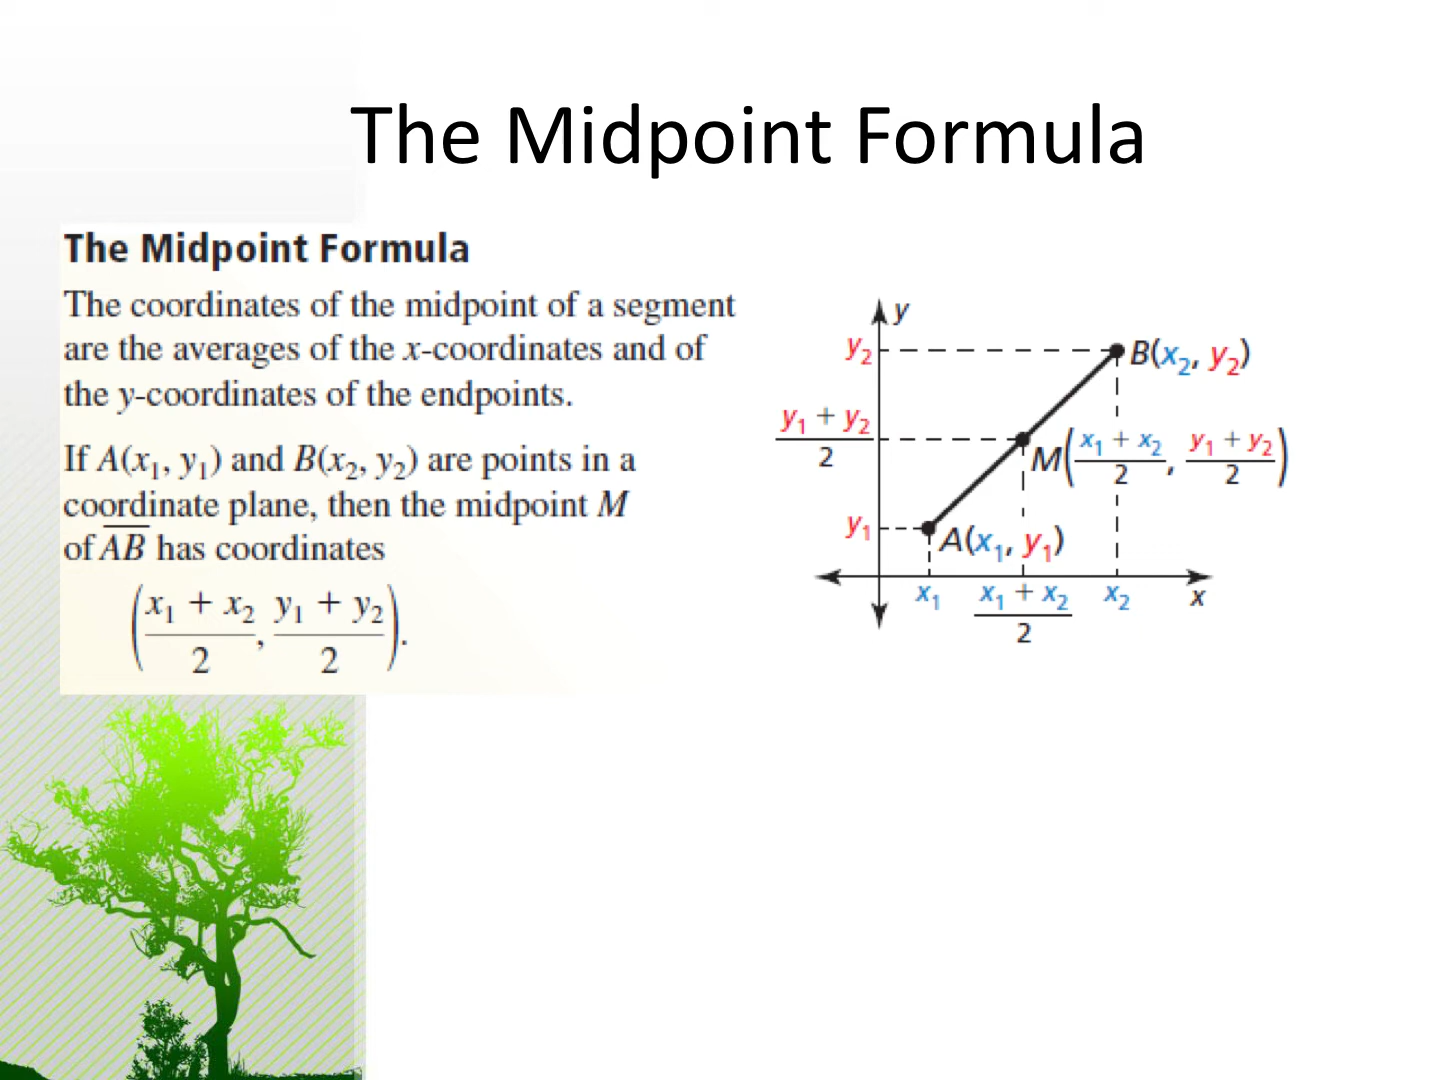 The Midpoint Formula
The Midpoint Formula
The coordinates of the midpoint of a segment
are the averages of the x-coordinates and of
the y-coordinates of the endpoints.
If A(x₁, y₁) and B(x₂, y₂) are points in a
coordinate plane, then the midpoint M
of A̅B̅ has coordinates
(x₁ + x₂ / 2, y₁ + y₂ / 2).
y
y₂
B(x₂, y₂)
y₁ + y₂ / 2
M(x₁ + x₂ / 2, y₁ + y₂ / 2)
y₁
A(x₁, y₁)
x₁
x₁ + x₂ / 2
x₂
x